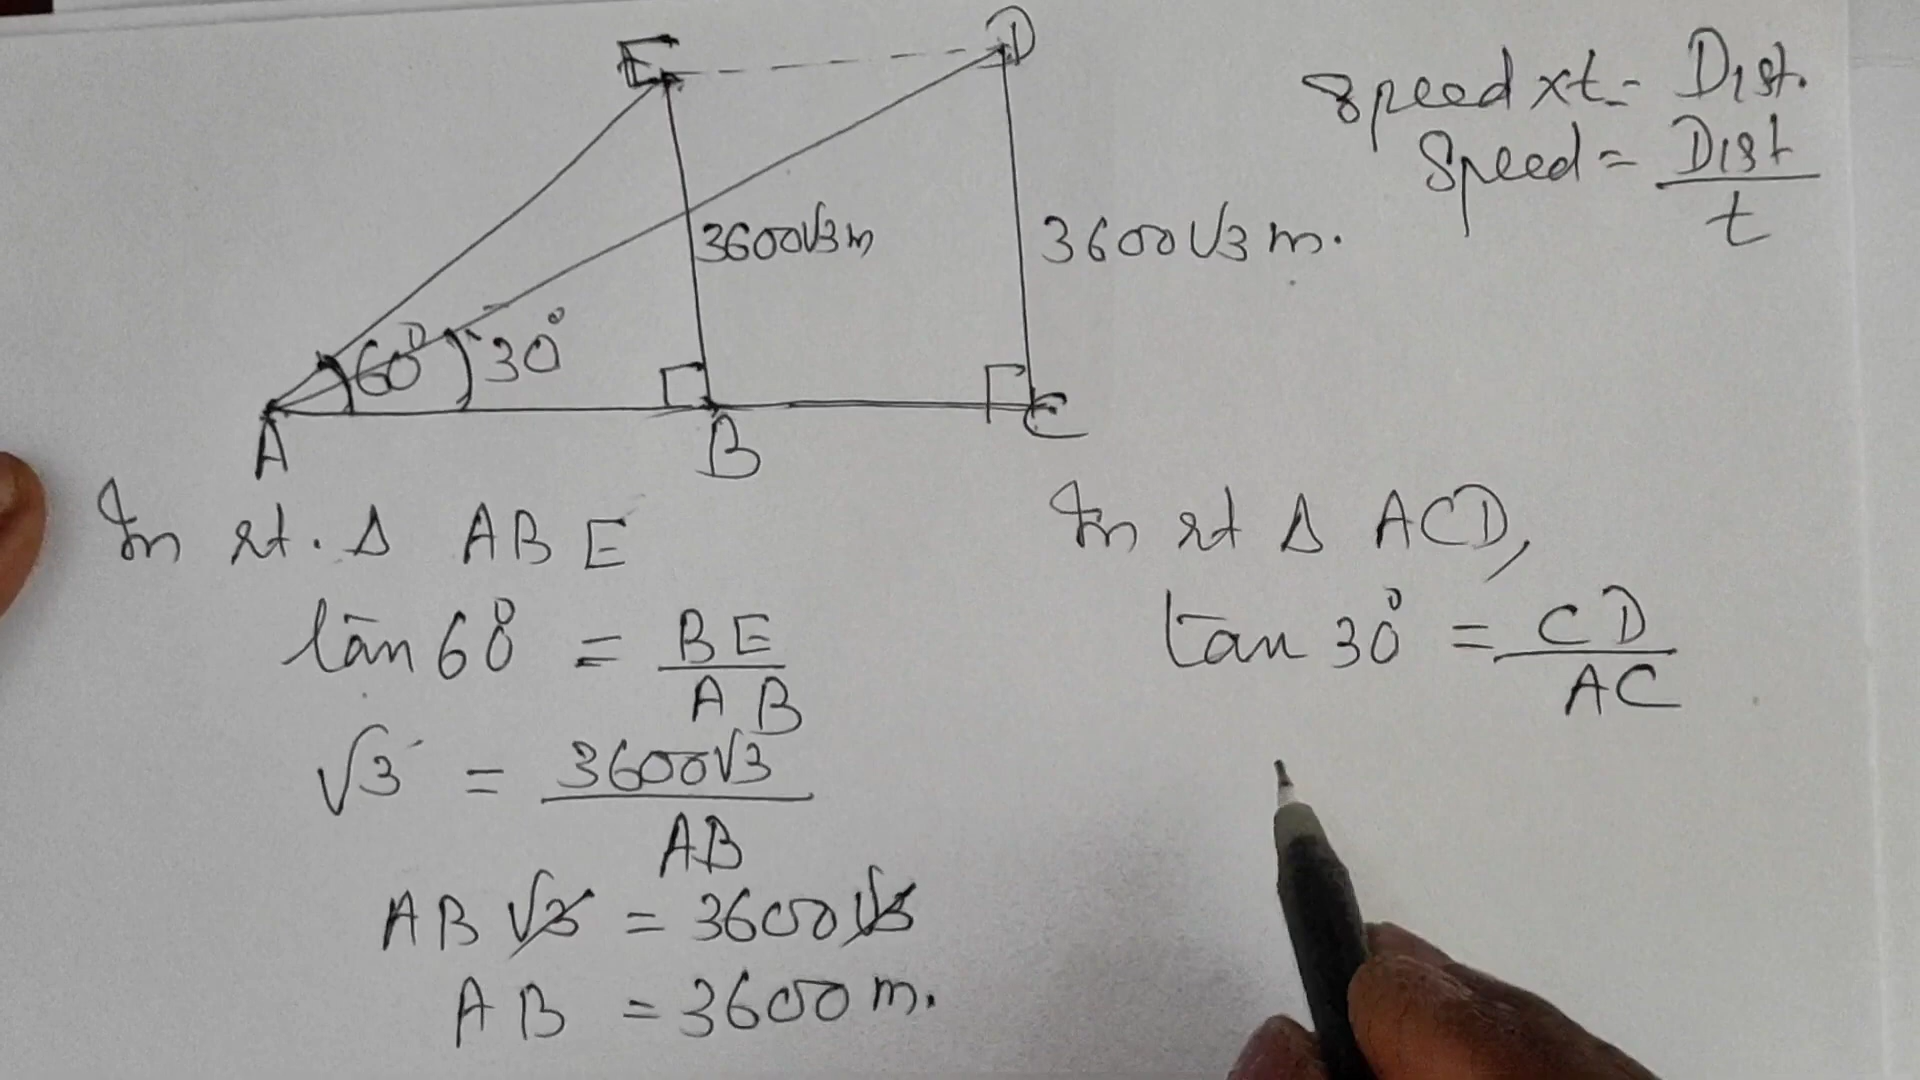 E
D
Speed xt = Dist.
Speed = Dist
t
3600√3 m
3600√3 m.
60°
30°
A
B
C
In rt. Δ ABE
tan 60° = BE
AB
√3 = 3600√3
AB
AB √3 = 3600√3
AB = 3600 m.
In rt Δ ACD,
tan 30° = CD
AC